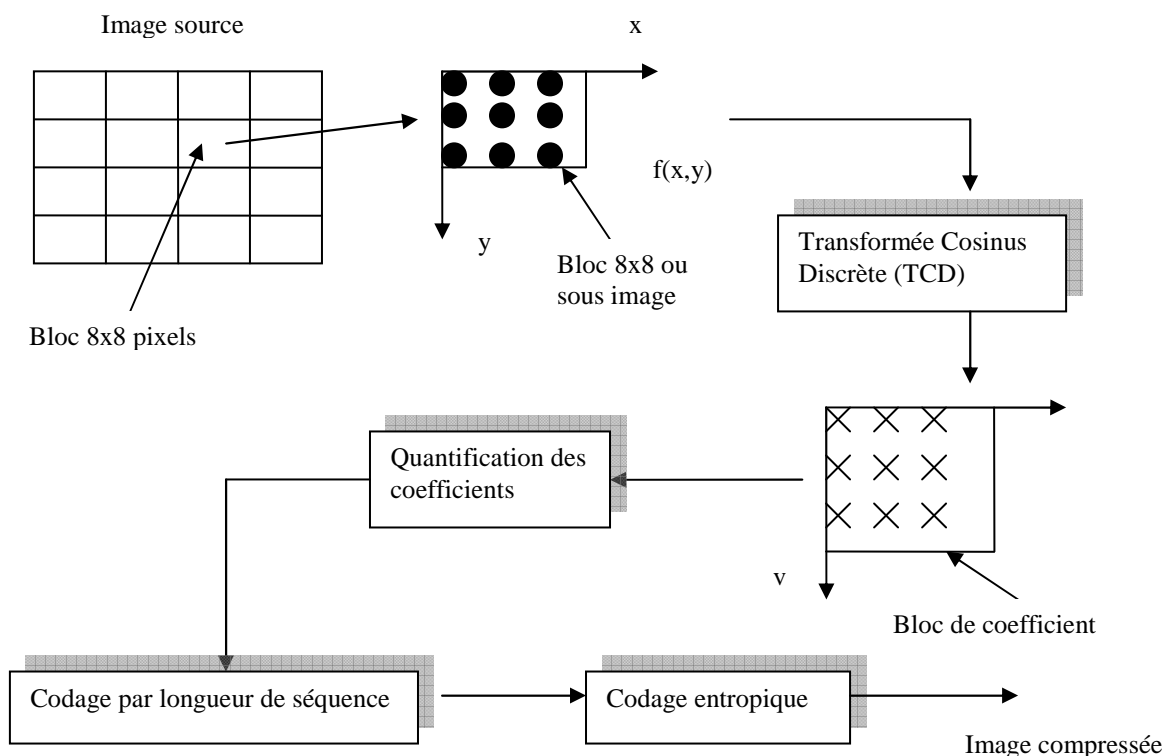 Image source
x
f(x,y)
y
Bloc 8x8 ou
sous image
Bloc 8x8 pixels
Transformée Cosinus
Discrète (TCD)
Quantification des
coefficients
v
Bloc de coefficient
Codage par longueur de séquence
Codage entropique
Image compressée